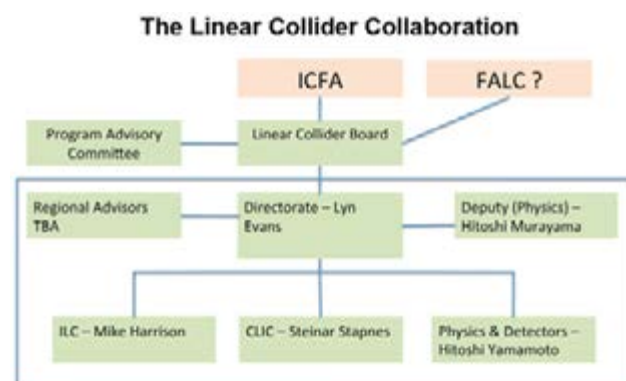 The Linear Collider Collaboration
ICFA
FALC ?
Program Advisory
Committee
Linear Collider Board
Regional Advisors
TBA
Directorate – Lyn
Evans
Deputy (Physics) –
Hitoshi Murayama
ILC – Mike Harrison
CLIC – Steinar Stapnes
Physics & Detectors –
Hitoshi Yamamoto